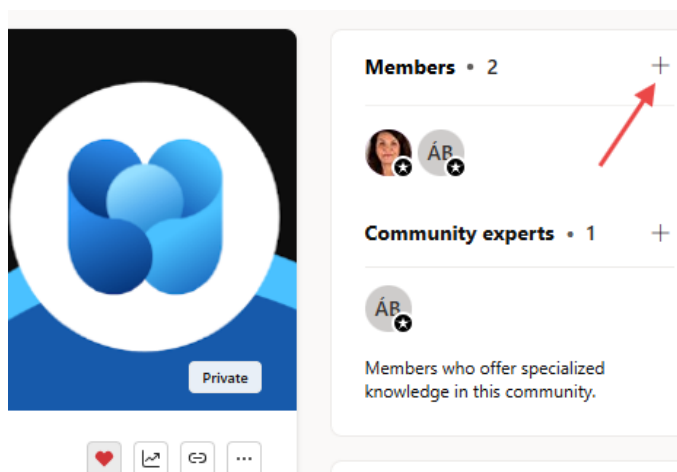 Members • 2
ÁB
Community experts • 1
ÁB
Members who offer specialized
knowledge in this community.
Private